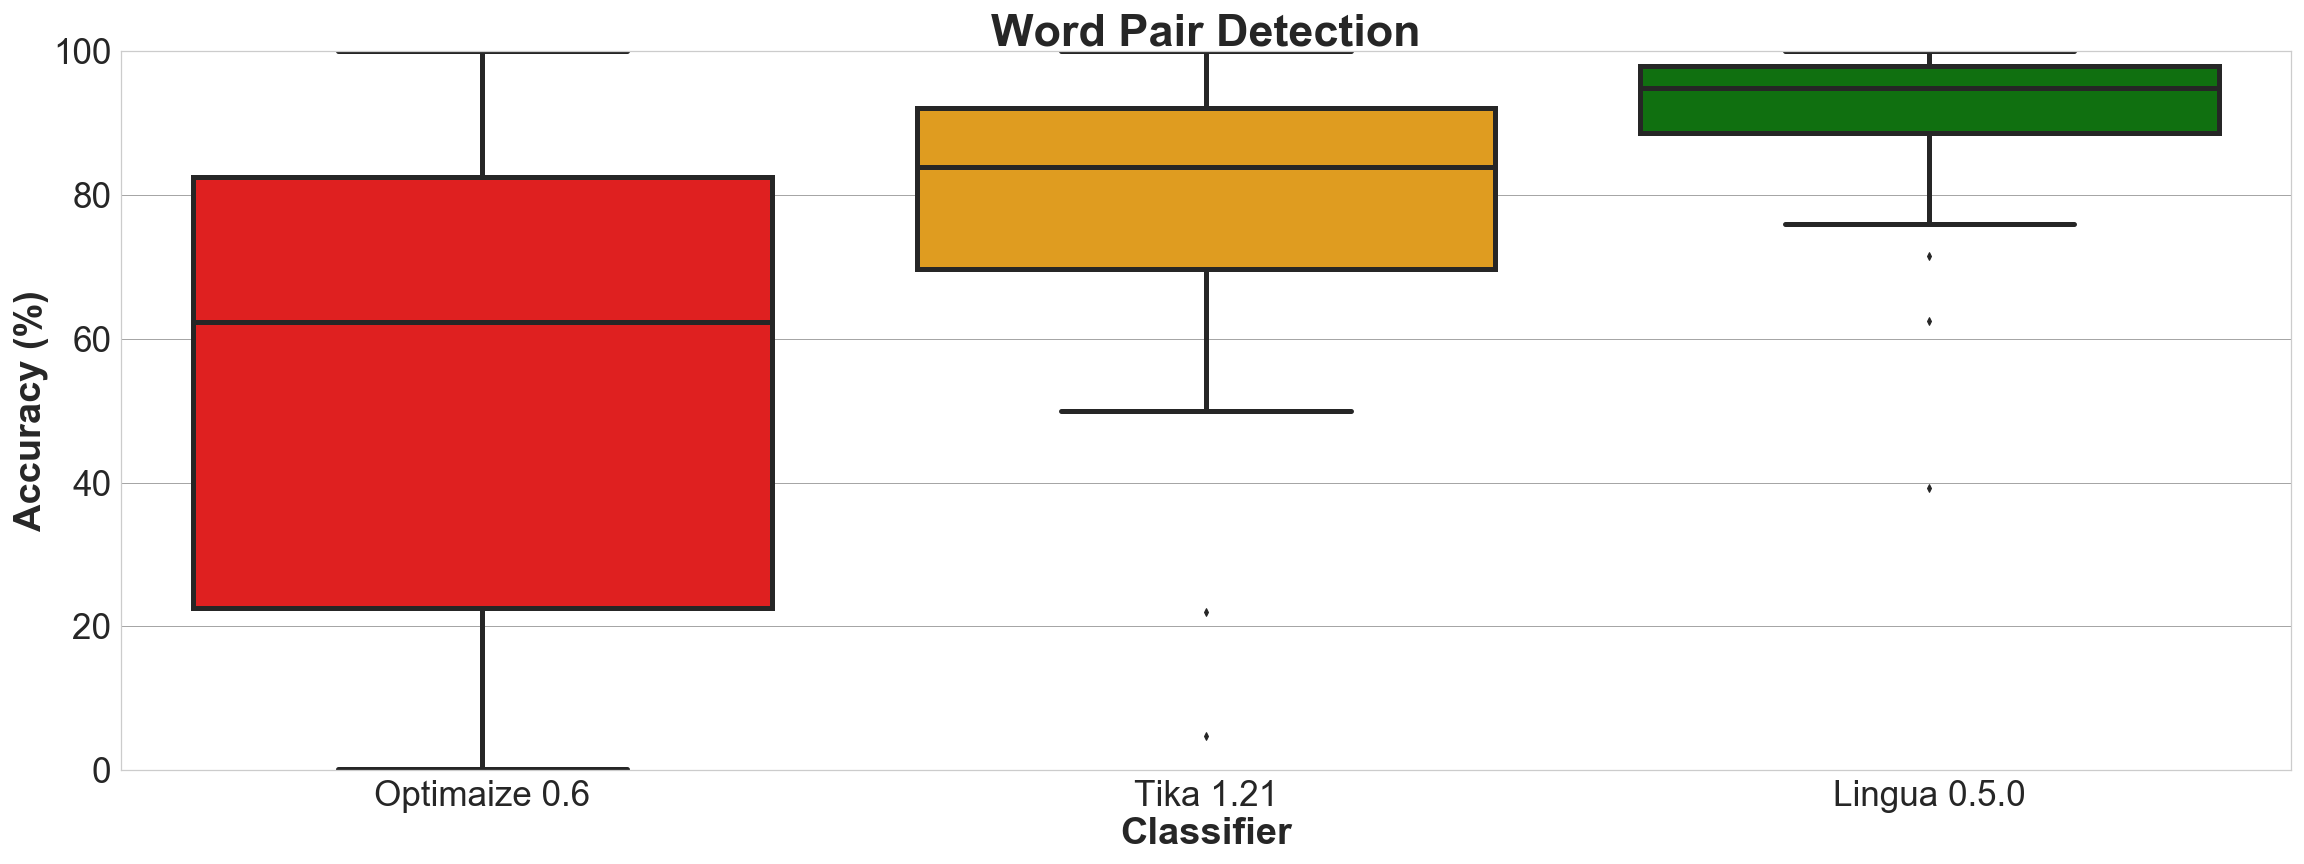 Word Pair Detection
Accuracy (%)
100
80
60
40
20
0
Optimaize 0.6
Tika 1.21
Lingua 0.5.0
Classifier